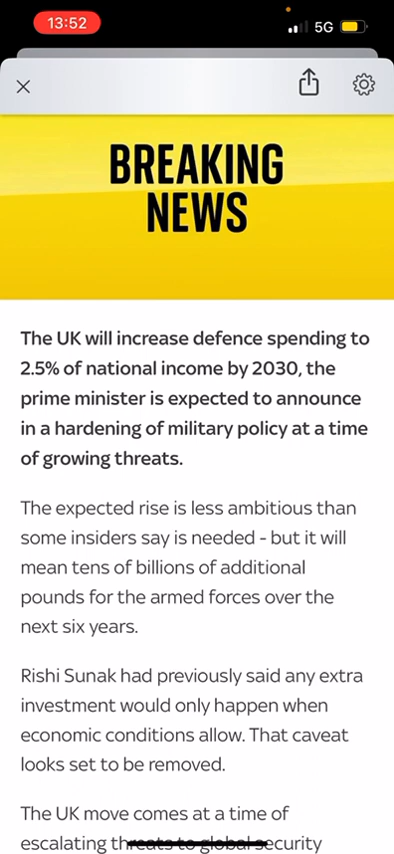 13:52
5G
BREAKING
NEWS
The UK will increase defence spending to
2.5% of national income by 2030, the
prime minister is expected to announce
in a hardening of military policy at a time
of growing threats.
The expected rise is less ambitious than
some insiders say is needed - but it will
mean tens of billions of additional
pounds for the armed forces over the
next six years.
Rishi Sunak had previously said any extra
investment would only happen when
economic conditions allow. That caveat
looks set to be removed.
The UK move comes at a time of
escalating threats to global security